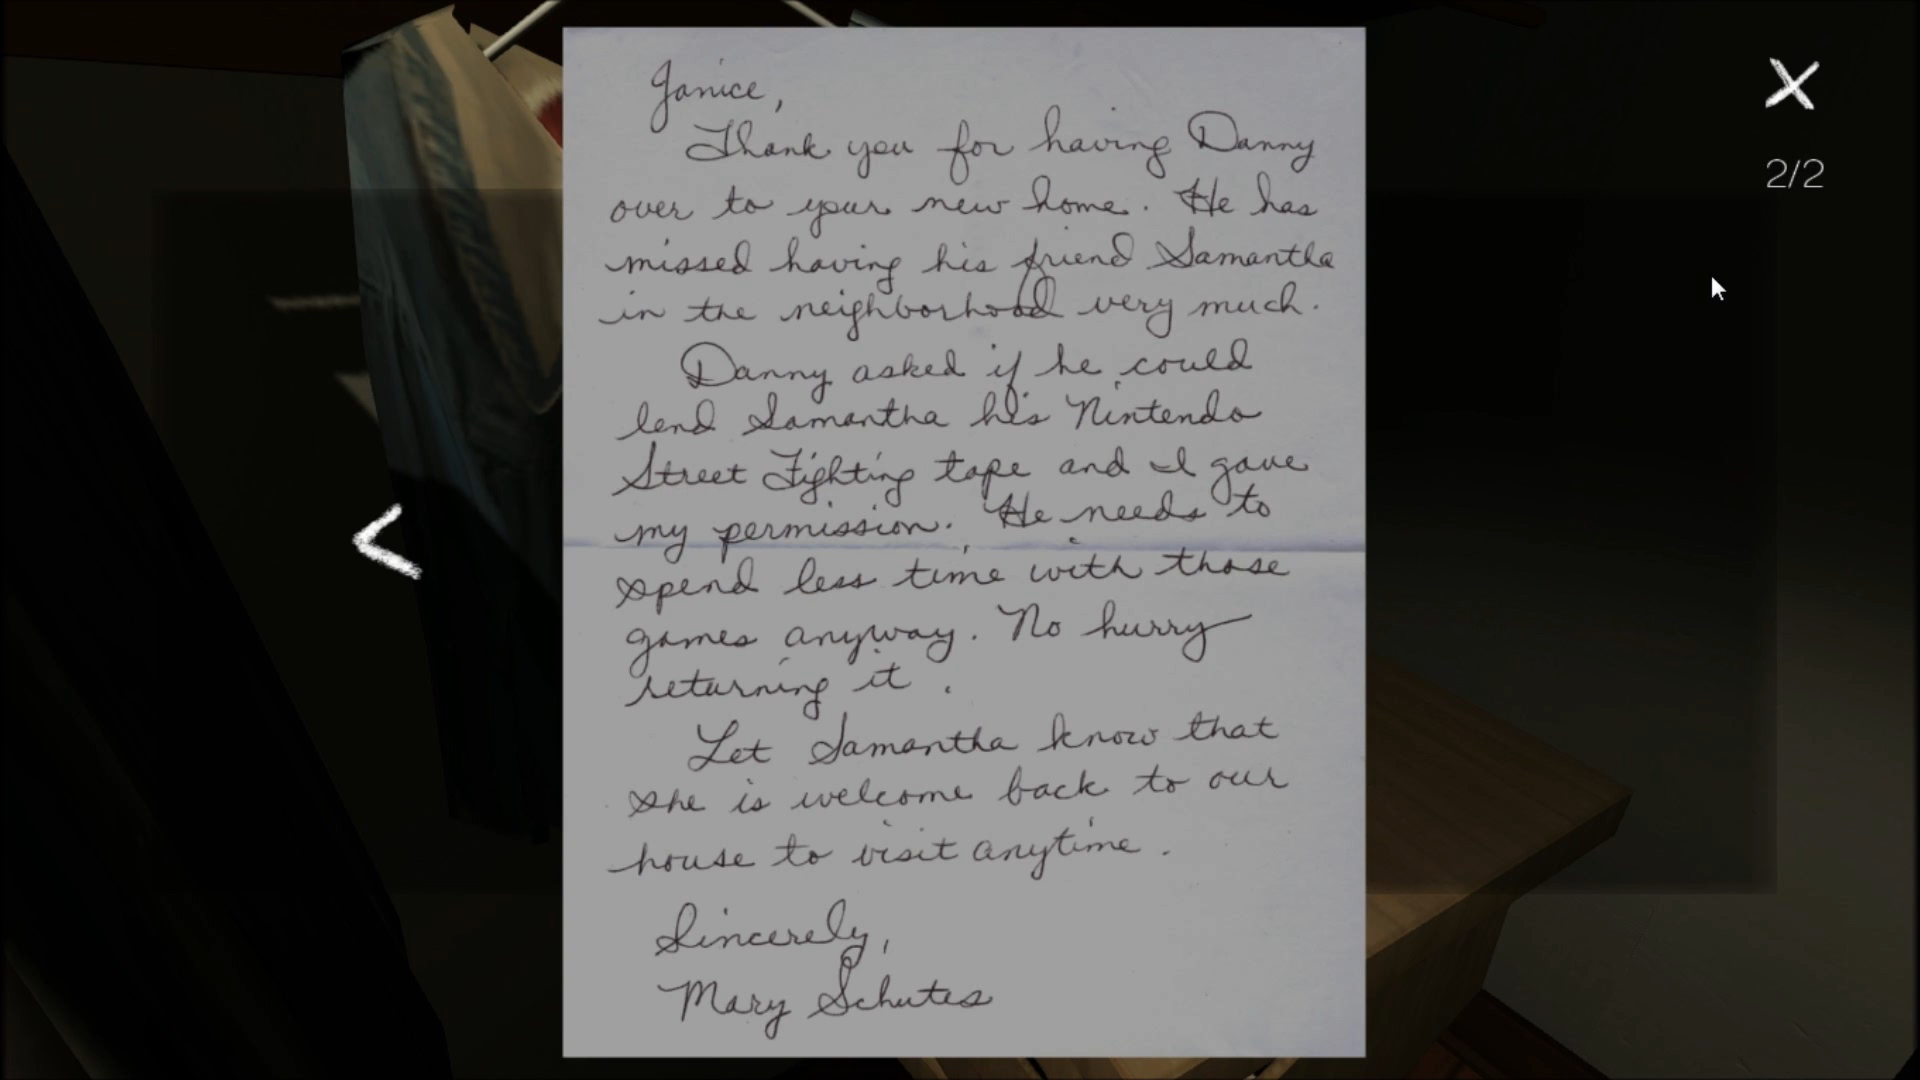 Janice,
Thank you for having Danny
over to your new home. He has
missed having his friend Samantha
in the neighborhood very much.
Danny asked if he could
lend Samantha his Nintendo
Street Fighting tape and I gave
my permission. He needs to
spend less time with those
games anyway. No hurry
returning it.
Let Samantha know that
she is welcome back to our
house to visit anytime.
Sincerely,
Mary Schutes
2/2